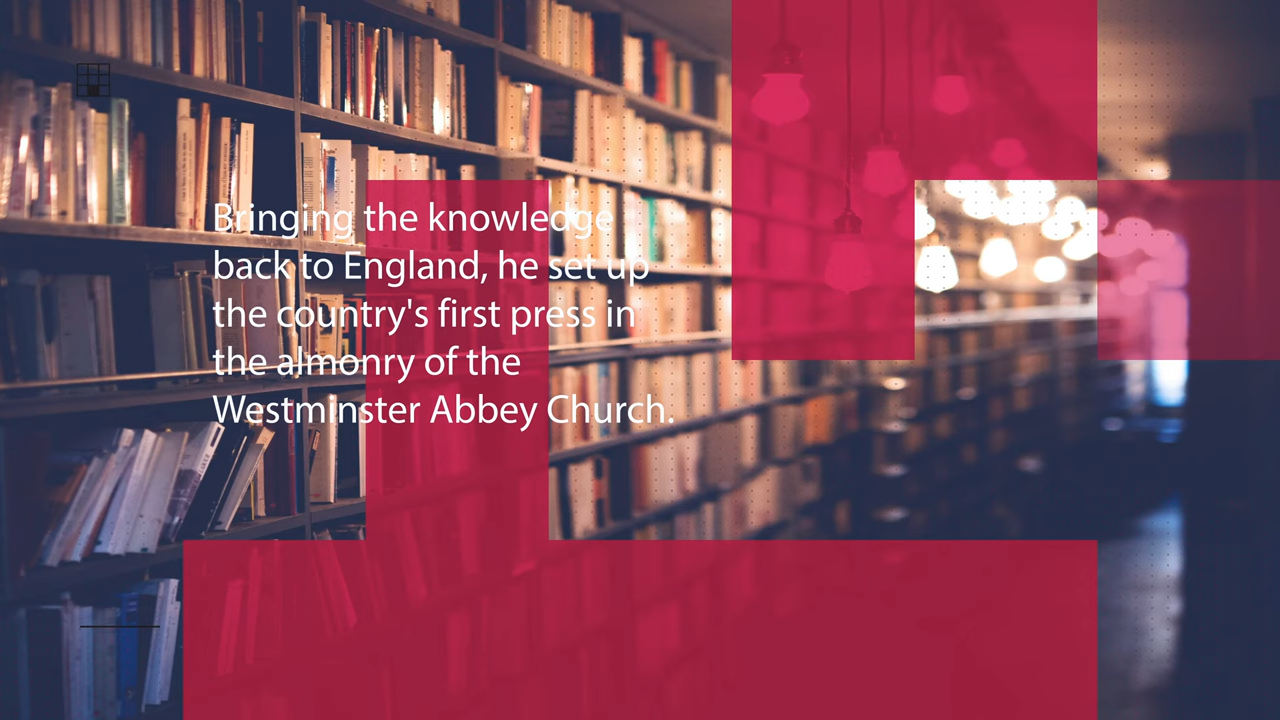 Bringing the knowledge
back to England, he set up
the country's first press in
the almonry of the
Westminster Abbey Church.